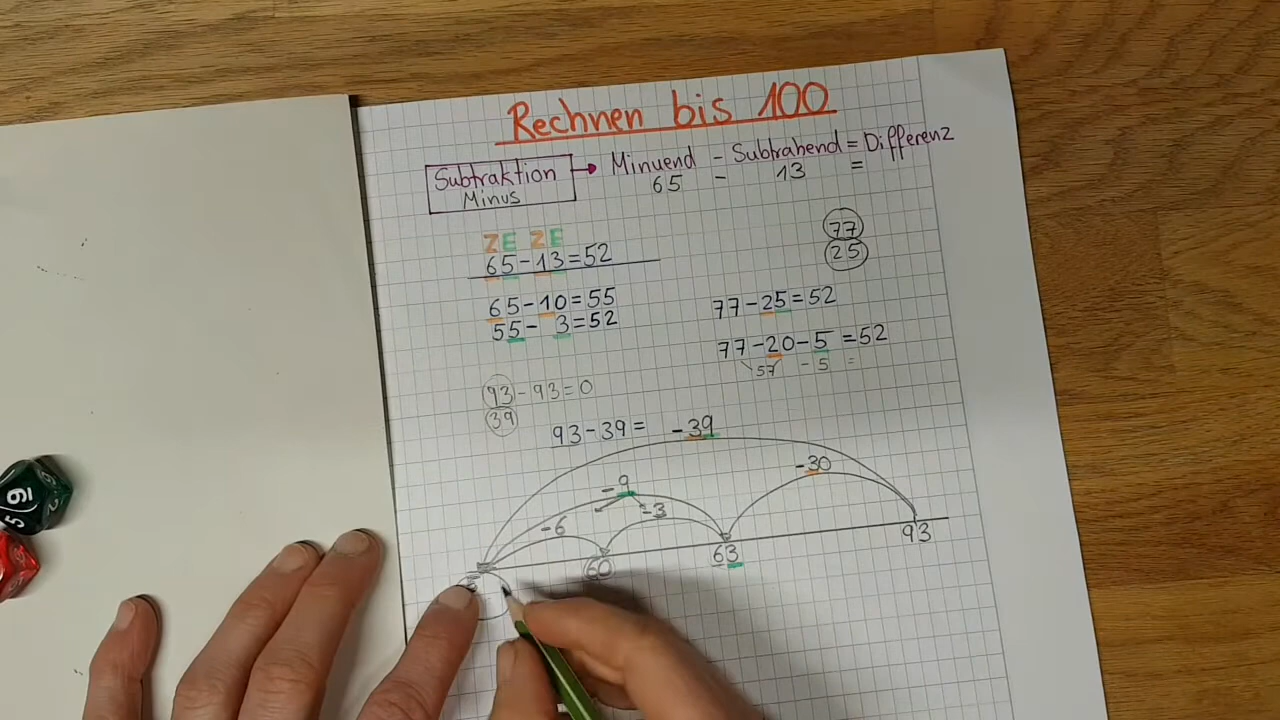 Rechnen bis 100
Subtraktion → Minuend - Subtrahend = Differenz
Minus 65 - 13 =
Z E Z E
65-13=52
65-10=55
55- 3=52
77
25
77-25=52
77-20-5=52
57 - 5 =
93-93=0
39
93-39= -39
-30
-9
-6 -3
60 63 93
9
5